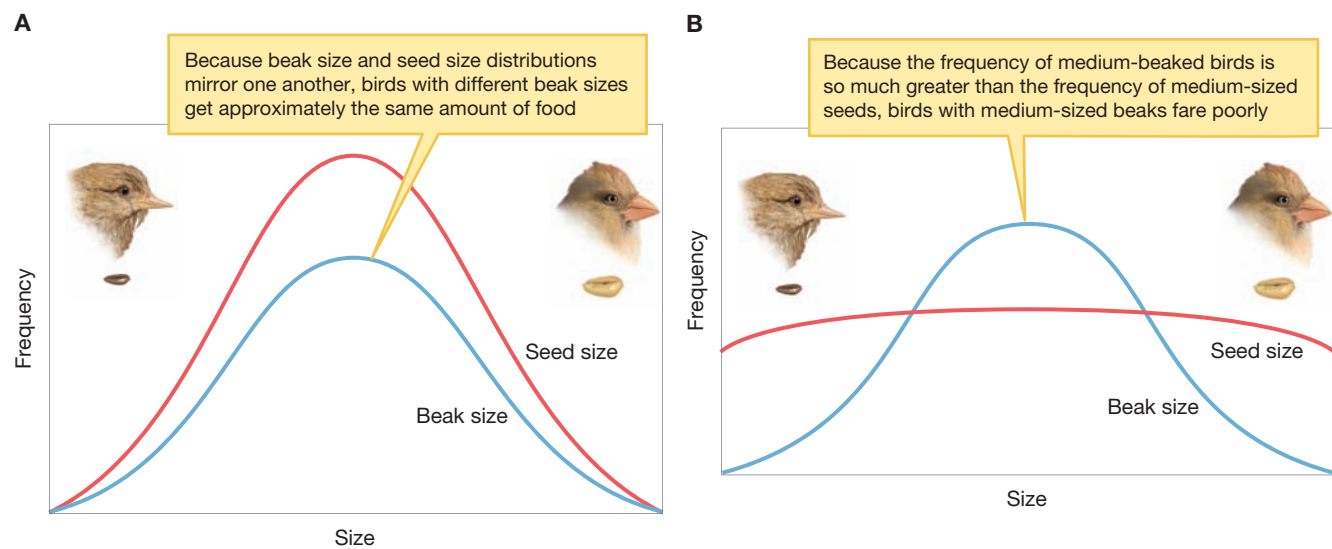 A
Because beak size and seed size distributions
mirror one another, birds with different beak sizes
get approximately the same amount of food
Frequency
Seed size
Beak size
Size
B
Because the frequency of medium-beaked birds is
so much greater than the frequency of medium-sized
seeds, birds with medium-sized beaks fare poorly
Frequency
Seed size
Beak size
Size